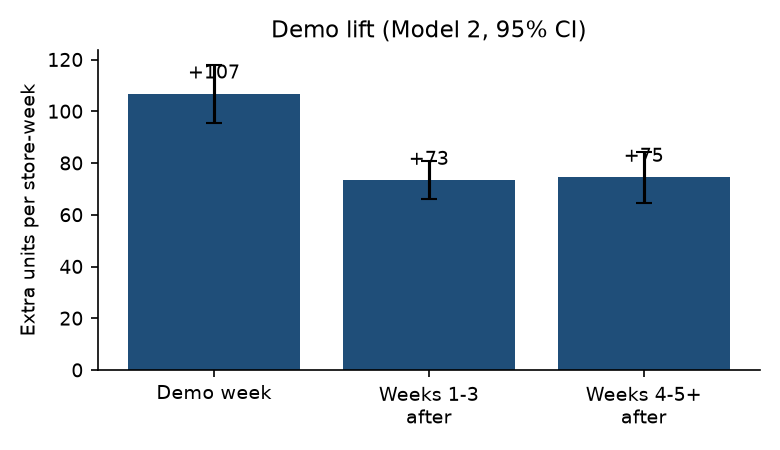 Demo lift (Model 2, 95% CI)
Extra units per store-week
120
100
80
60
40
20
0
+107
+73
+75
Demo week
Weeks 1-3
after
Weeks 4-5+
after